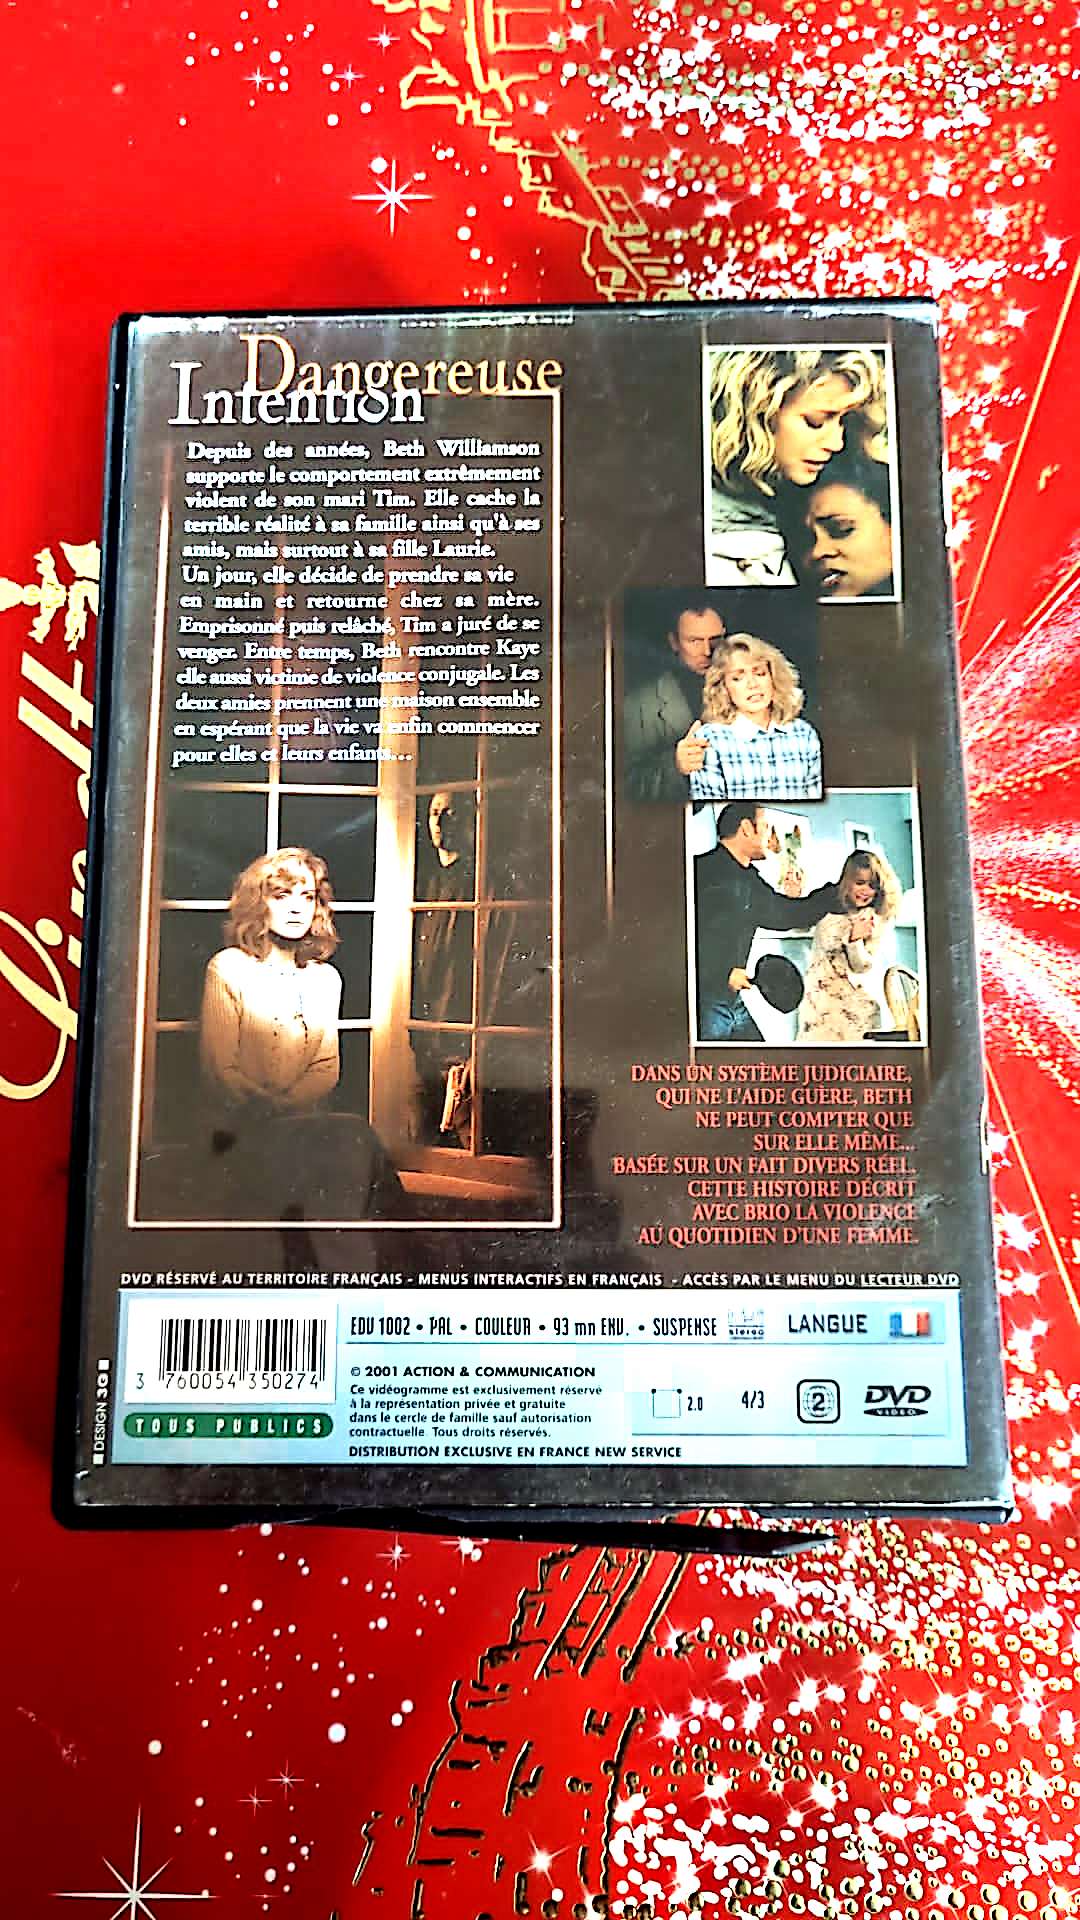 Dangereuse
Intention
Depuis des années, Beth Williamson
supporte le comportement extrêmement
violent de son mari Tim. Elle cache la
terrible réalité à sa famille ainsi qu'à ses
amis, mais surtout à sa fille Laurie.
Un jour, elle décide de prendre sa vie
en main et retourne chez sa mère.
Emprisonné puis relâché, Tim a juré de se
venger. Entre temps, Beth rencontre Kaye
elle aussi victime de violence conjugale. Les
deux amies prennent une maison ensemble
en espérant que la vie va enfin commencer
pour elles et leurs enfants...
DANS UN SYSTÈME JUDICIAIRE,
QUI NE L'AIDE GUÈRE, BETH
NE PEUT COMPTER QUE
SUR ELLE MÊME...
BASÉE SUR UN FAIT DIVERS RÉEL.
CETTE HISTOIRE DÉCRIT
AVEC BRIO LA VIOLENCE
AU QUOTIDIEN D'UNE FEMME.
DVD RÉSERVÉ AU TERRITOIRE FRANÇAIS - MENUS INTERACTIFS EN FRANÇAIS - ACCÈS PAR LE MENU DU LECTEUR DVD
EDV 1002 • PAL • COULEUR • 93 mn ENV. • SUSPENSE stereo LANGUE
3 760054 350274
TOUS PUBLICS
DESIGN 3G
© 2001 ACTION & COMMUNICATION
Ce vidéogramme est exclusivement réservé
à la représentation privée et gratuite
dans le cercle de famille sauf autorisation
contractuelle. Tous droits réservés.
DISTRIBUTION EXCLUSIVE EN FRANCE NEW SERVICE
2.0 4/3 2 DVD
VIDEO
Lindt